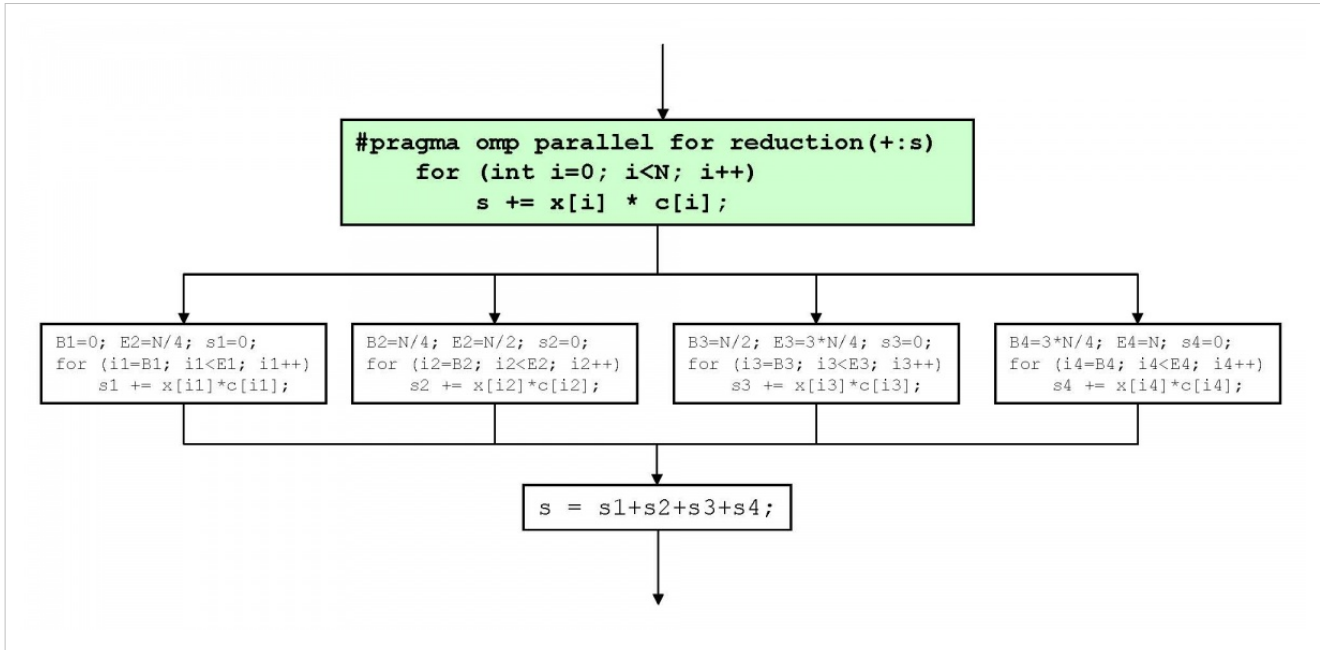 #pragma omp parallel for reduction(+:s)
for (int i=0; i<N; i++)
s += x[i] * c[i];
B1=0; E2=N/4; s1=0;
for (i1=B1; i1<E1; i1++)
s1 += x[i1]*c[i1];
B2=N/4; E2=N/2; s2=0;
for (i2=B2; i2<E2; i2++)
s2 += x[i2]*c[i2];
B3=N/2; E3=3*N/4; s3=0;
for (i3=B3; i3<E3; i3++)
s3 += x[i3]*c[i3];
B4=3*N/4; E4=N; s4=0;
for (i4=B4; i4<E4; i4++)
s4 += x[i4]*c[i4];
s = s1+s2+s3+s4;